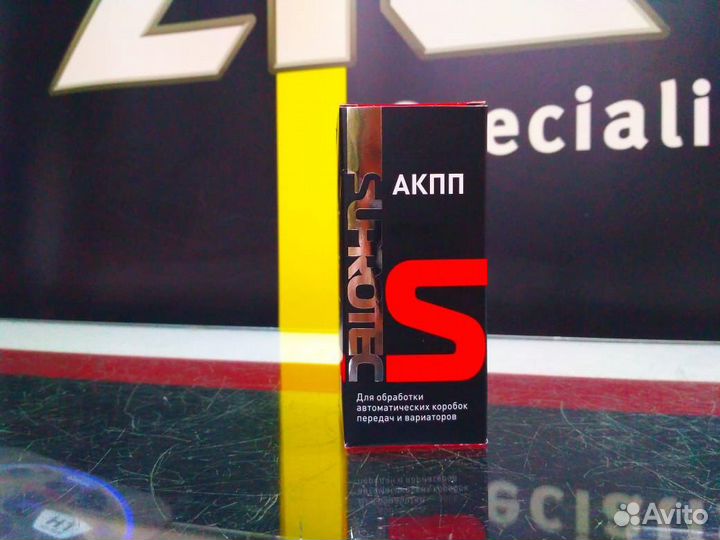 Speciali
АКПП
SUPROTEC
S
Для обработки
автоматических коробок
передач и вариаторов
Avito